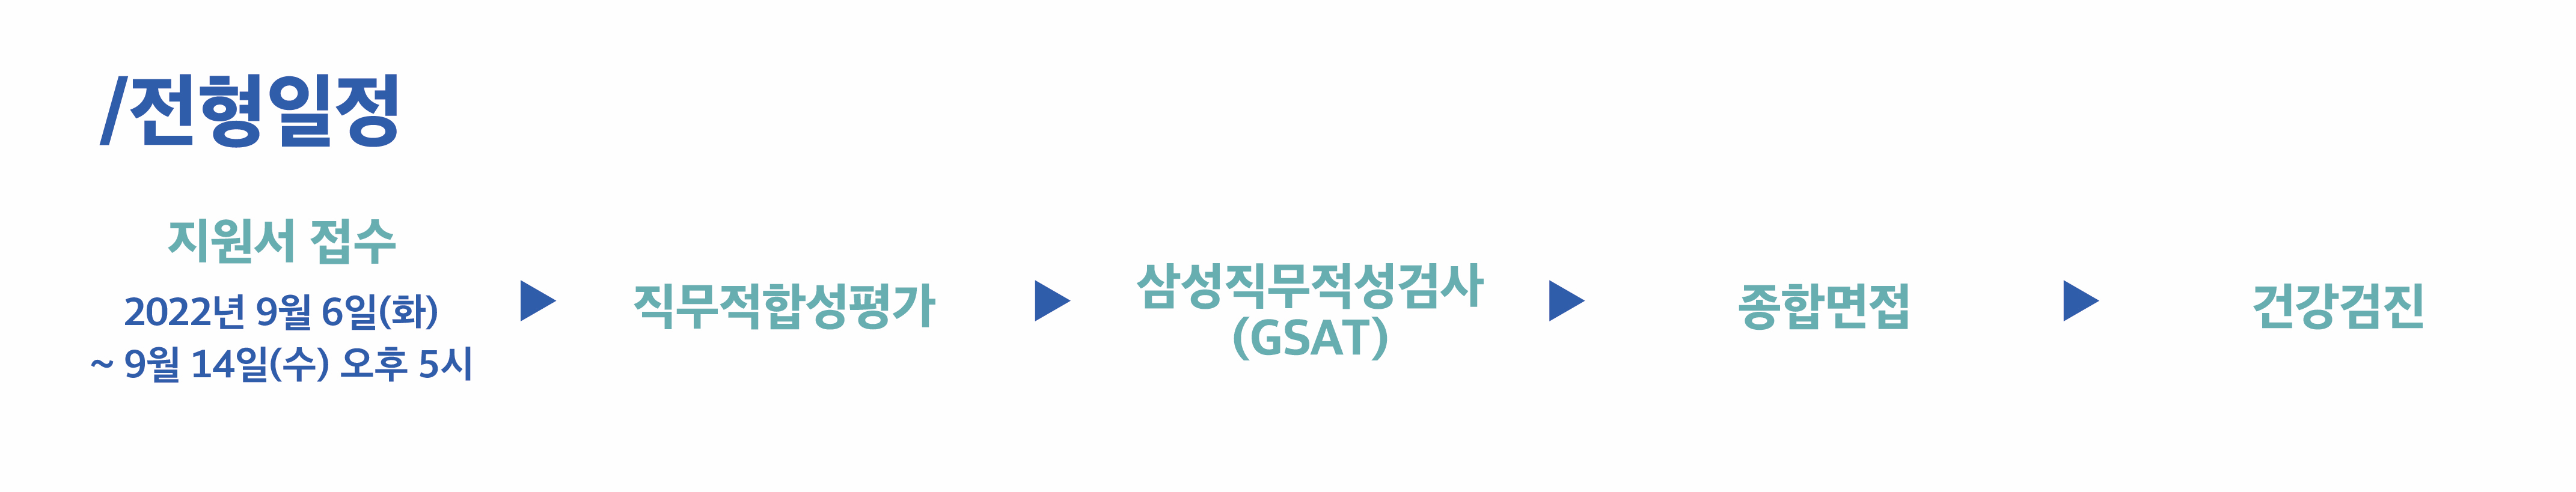 /전형일정
지원서 접수
2022년 9월 6일(화)
~ 9월 14일(수) 오후 5시
직무적합성평가
삼성직무적성검사
(GSAT)
종합면접
건강검진